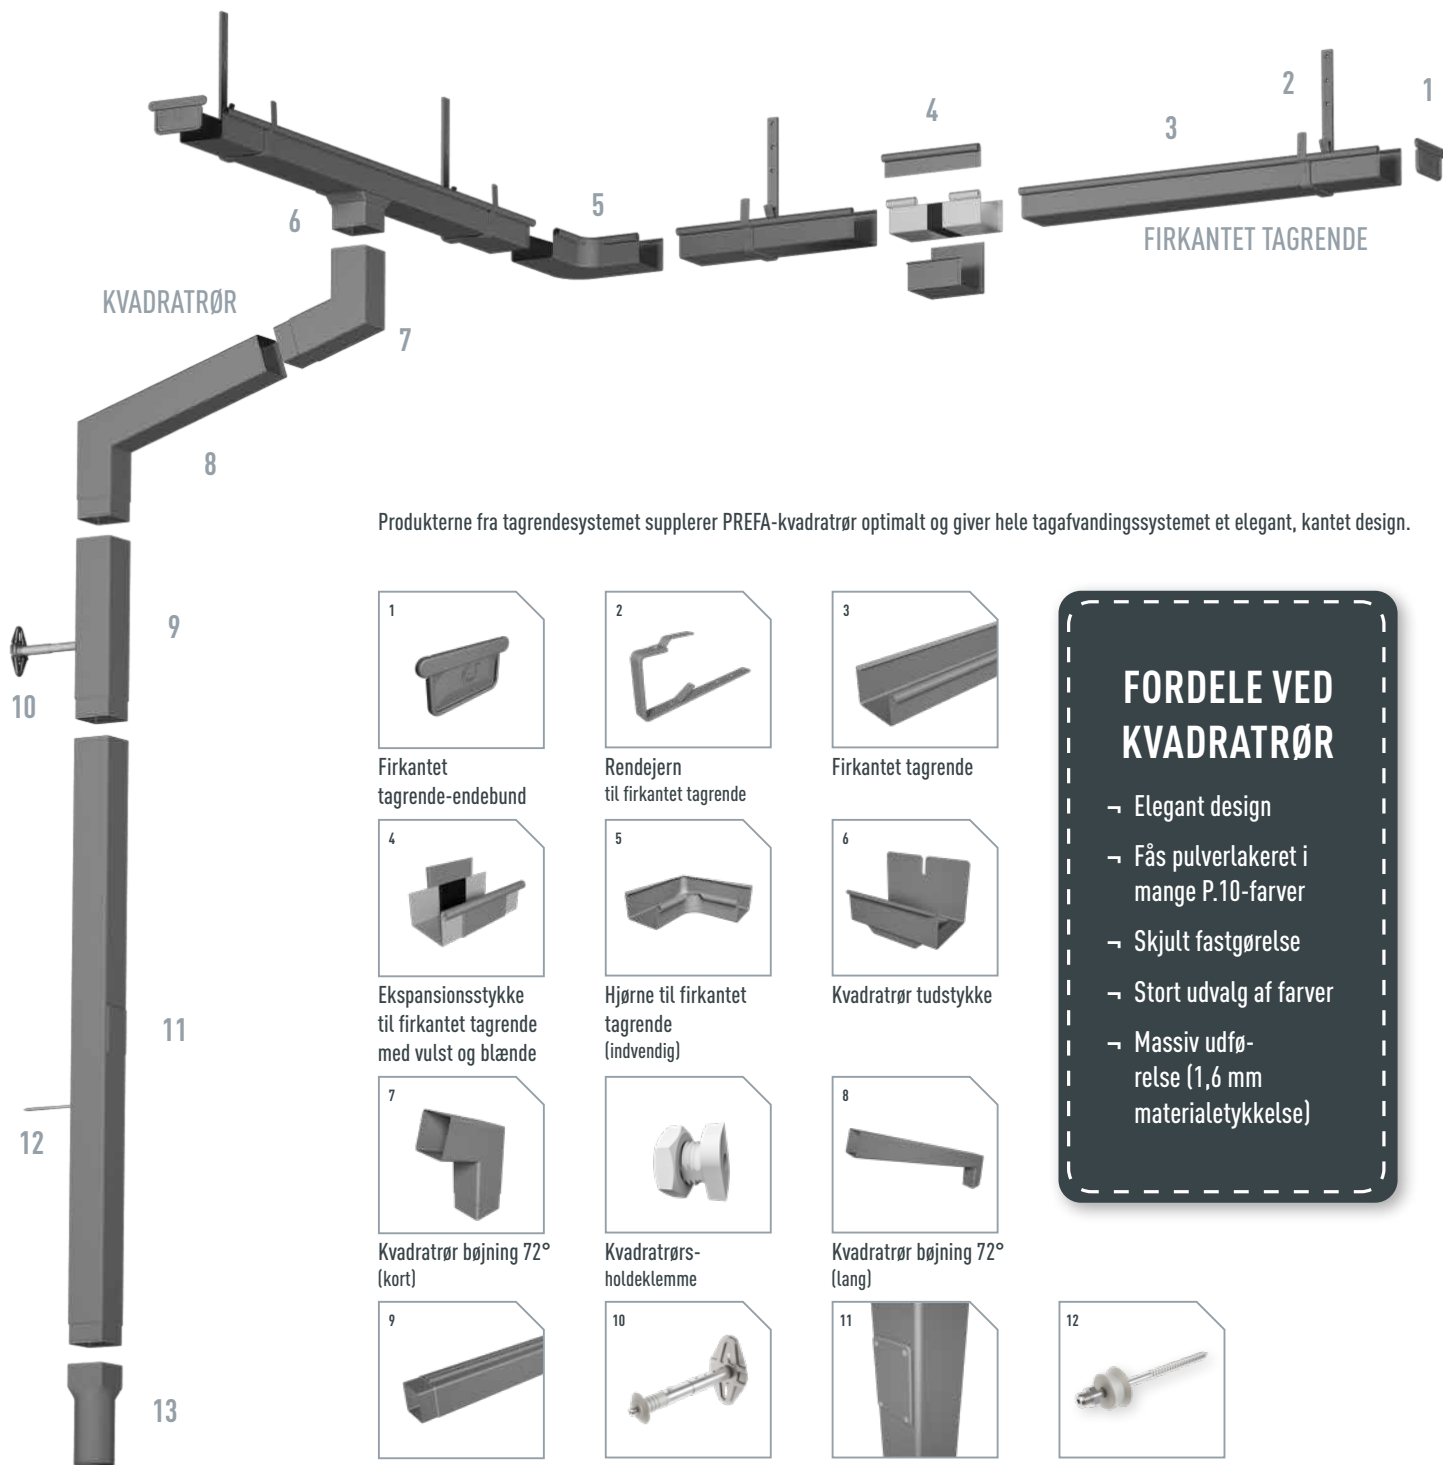 2
1
4
3
6
5
FIRKANTET TAGRENDE
KVADRATRØR
7
8
9
10
11
12
13
Produkterne fra tagrendesystemet supplerer PREFA-kvadratrør optimalt og giver hele tagafvandingssystemet et elegant, kantet design.
1
Firkantet
tagrende-endebund
2
Rendejern
til firkantet tagrende
3
Firkantet tagrende
4
Ekspansionsstykke
til firkantet tagrende
med vulst og blænde
5
Hjørne til firkantet
tagrende
(indvendig)
6
Kvadratrør tudstykke
7
Kvadratrør bøjning 72°
(kort)
Kvadratrørs-
holdeklemme
8
Kvadratrør bøjning 72°
(lang)
9
10
11
12
FORDELE VED
KVADRATRØR
¬ Elegant design
¬ Fås pulverlakeret i
mange P.10-farver
¬ Skjult fastgørelse
¬ Stort udvalg af farver
¬ Massiv udfø-
relse (1,6 mm
materialetykkelse)